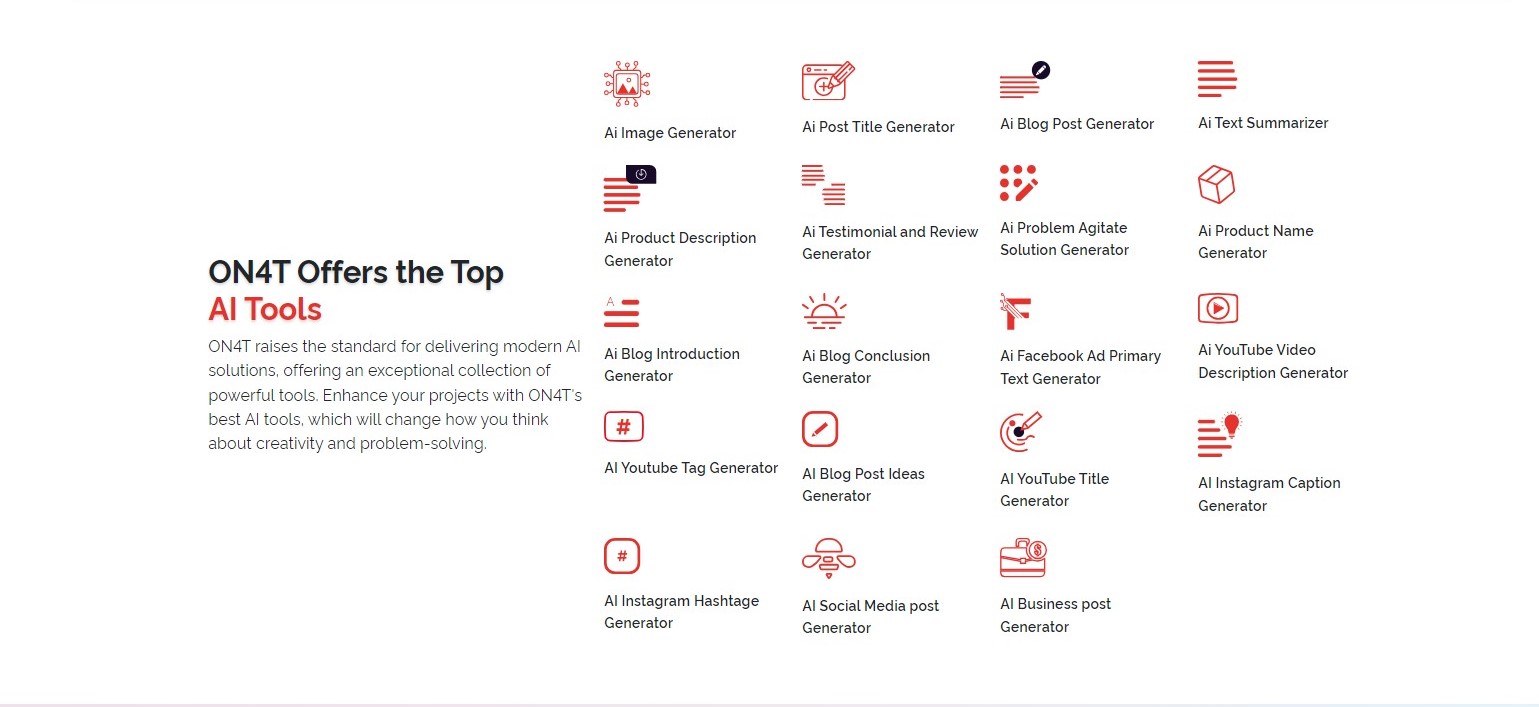 ON4T Offers the Top
AI Tools
ON4T raises the standard for delivering modern AI
solutions, offering an exceptional collection of
powerful tools. Enhance your projects with ON4T's
best AI tools, which will change how you think
about creativity and problem-solving.
Ai Image Generator
Ai Post Title Generator
Ai Blog Post Generator
Ai Text Summarizer
Ai Product Description
Generator
Ai Testimonial and Review
Generator
Ai Problem Agitate
Solution Generator
Ai Product Name
Generator
A
Ai Blog Introduction
Generator
Ai Blog Conclusion
Generator
Ai Facebook Ad Primary
Text Generator
Ai YouTube Video
Description Generator
#
AI Youtube Tag Generator
AI Blog Post Ideas
Generator
AI YouTube Title
Generator
AI Instagram Caption
Generator
#
AI Instagram Hashtage
Generator
AI Social Media post
Generator
$
AI Business post
Generator